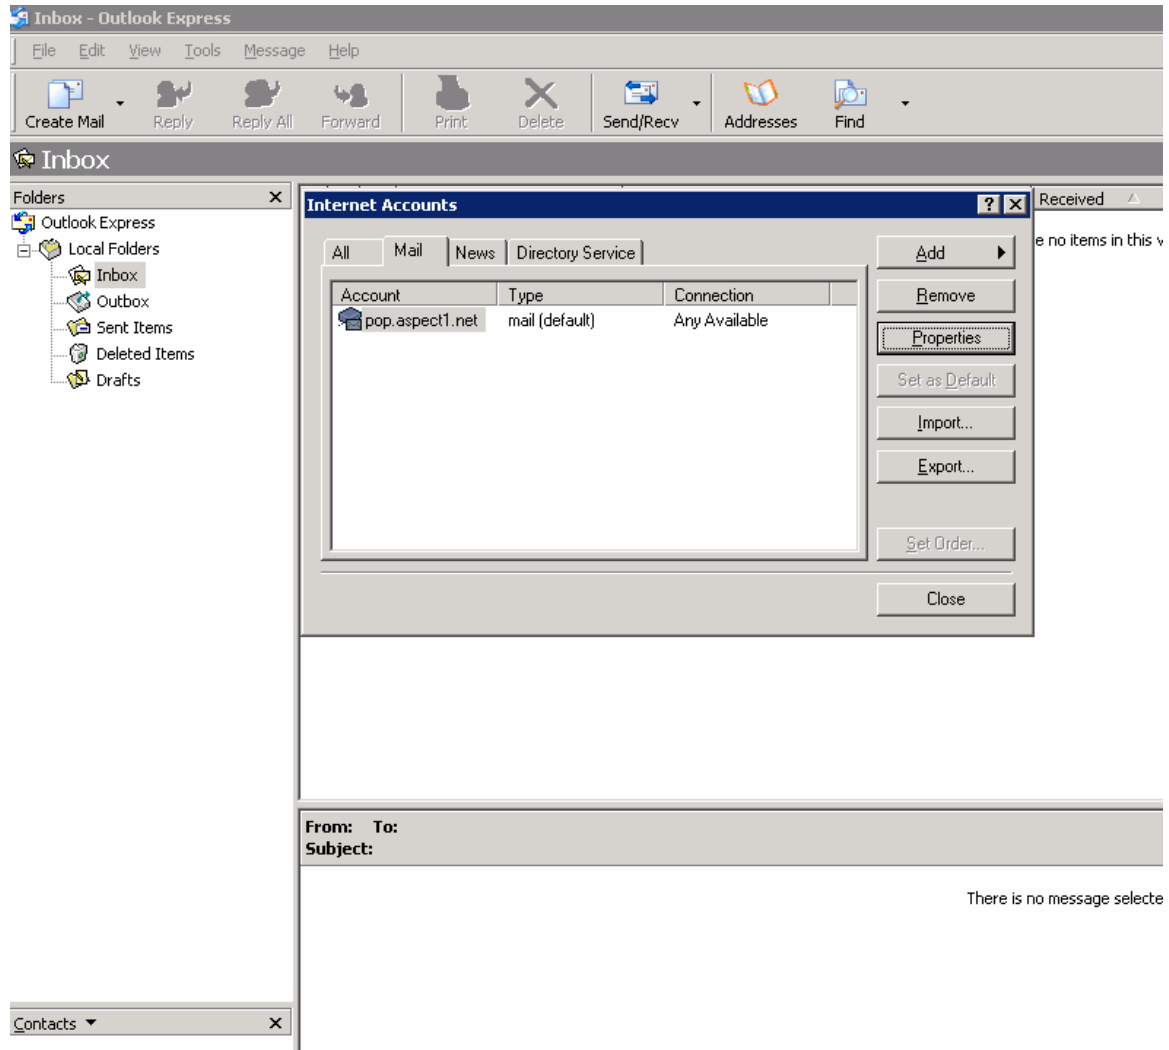 Inbox - Outlook Express
File Edit View Tools Message Help
Create Mail Reply Reply All Forward Print Delete Send/Recv Addresses Find
Inbox
Folders
Outlook Express
Local Folders
Inbox
Outbox
Sent Items
Deleted Items
Drafts
Contacts
Internet Accounts
All Mail News Directory Service
Account Type Connection
pop.aspect1.net mail (default) Any Available
Add
Remove
Properties
Set as Default
Import...
Export...
Set Order...
Close
Received
e no items in this v
From: To:
Subject:
There is no message selecte